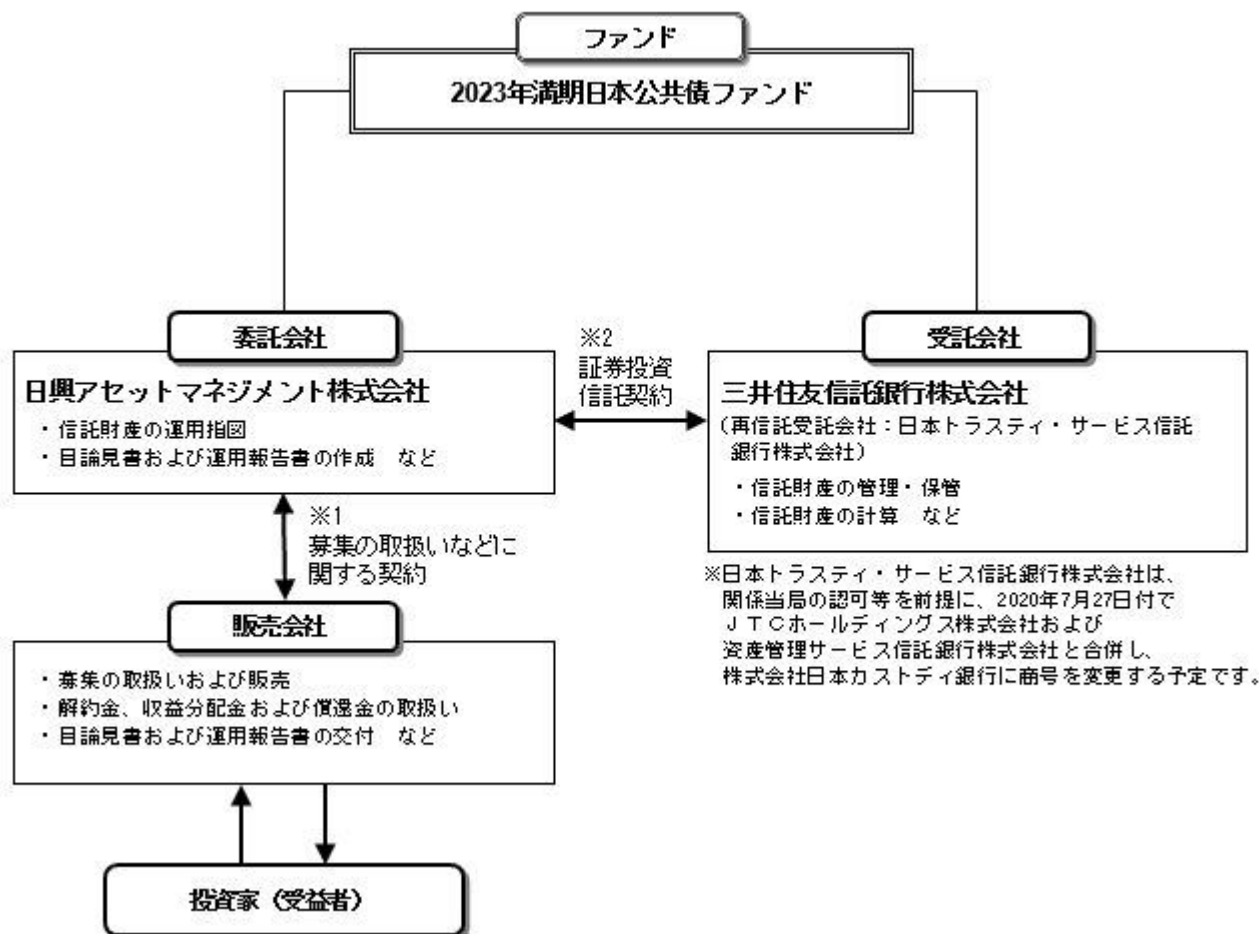 ファンド
2023年満期日本公共債ファンド
委託会社
日興アセットマネジメント株式会社
・信託財産の運用指図
・目論見書および運用報告書の作成　など
※2
証券投資
信託契約
受託会社
三井住友信託銀行株式会社
（再信託受託会社：日本トラスティ・サービス信託
銀行株式会社）
・信託財産の管理・保管
・信託財産の計算　など
※1
募集の取扱いなどに
関する契約
※日本トラスティ・サービス信託銀行株式会社は、
関係当局の認可等を前提に、2020年7月27日付で
ＪＴＣホールディングス株式会社および
資産管理サービス信託銀行株式会社と合併し、
株式会社日本カストディ銀行に商号を変更する予定です。
販売会社
・募集の取扱いおよび販売
・解約金、収益分配金および償還金の取扱い
・目論見書および運用報告書の交付　など
投資家（受益者）